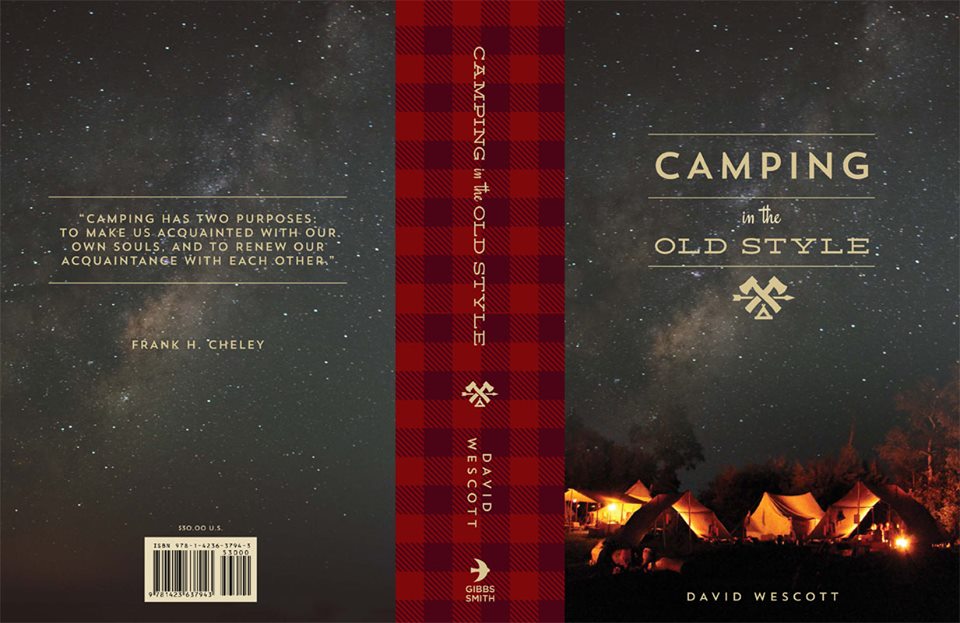 "CAMPING HAS TWO PURPOSES:
TO MAKE US ACQUAINTED WITH OUR
OWN SOULS, AND TO RENEW OUR
ACQUAINTANCE WITH EACH OTHER."
FRANK H. CHELEY
$30.00 U.S.
ISBN 978-1-4236-3794-3
53000
9781423637943
CAMPING in the OLD STYLE
DAVID
WESCOTT
GIBBS
SMITH
CAMPING
in the
OLD STYLE
DAVID WESCOTT